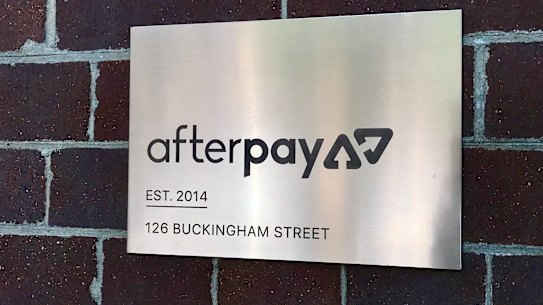 afterpay
EST. 2014
126 BUCKINGHAM STREET